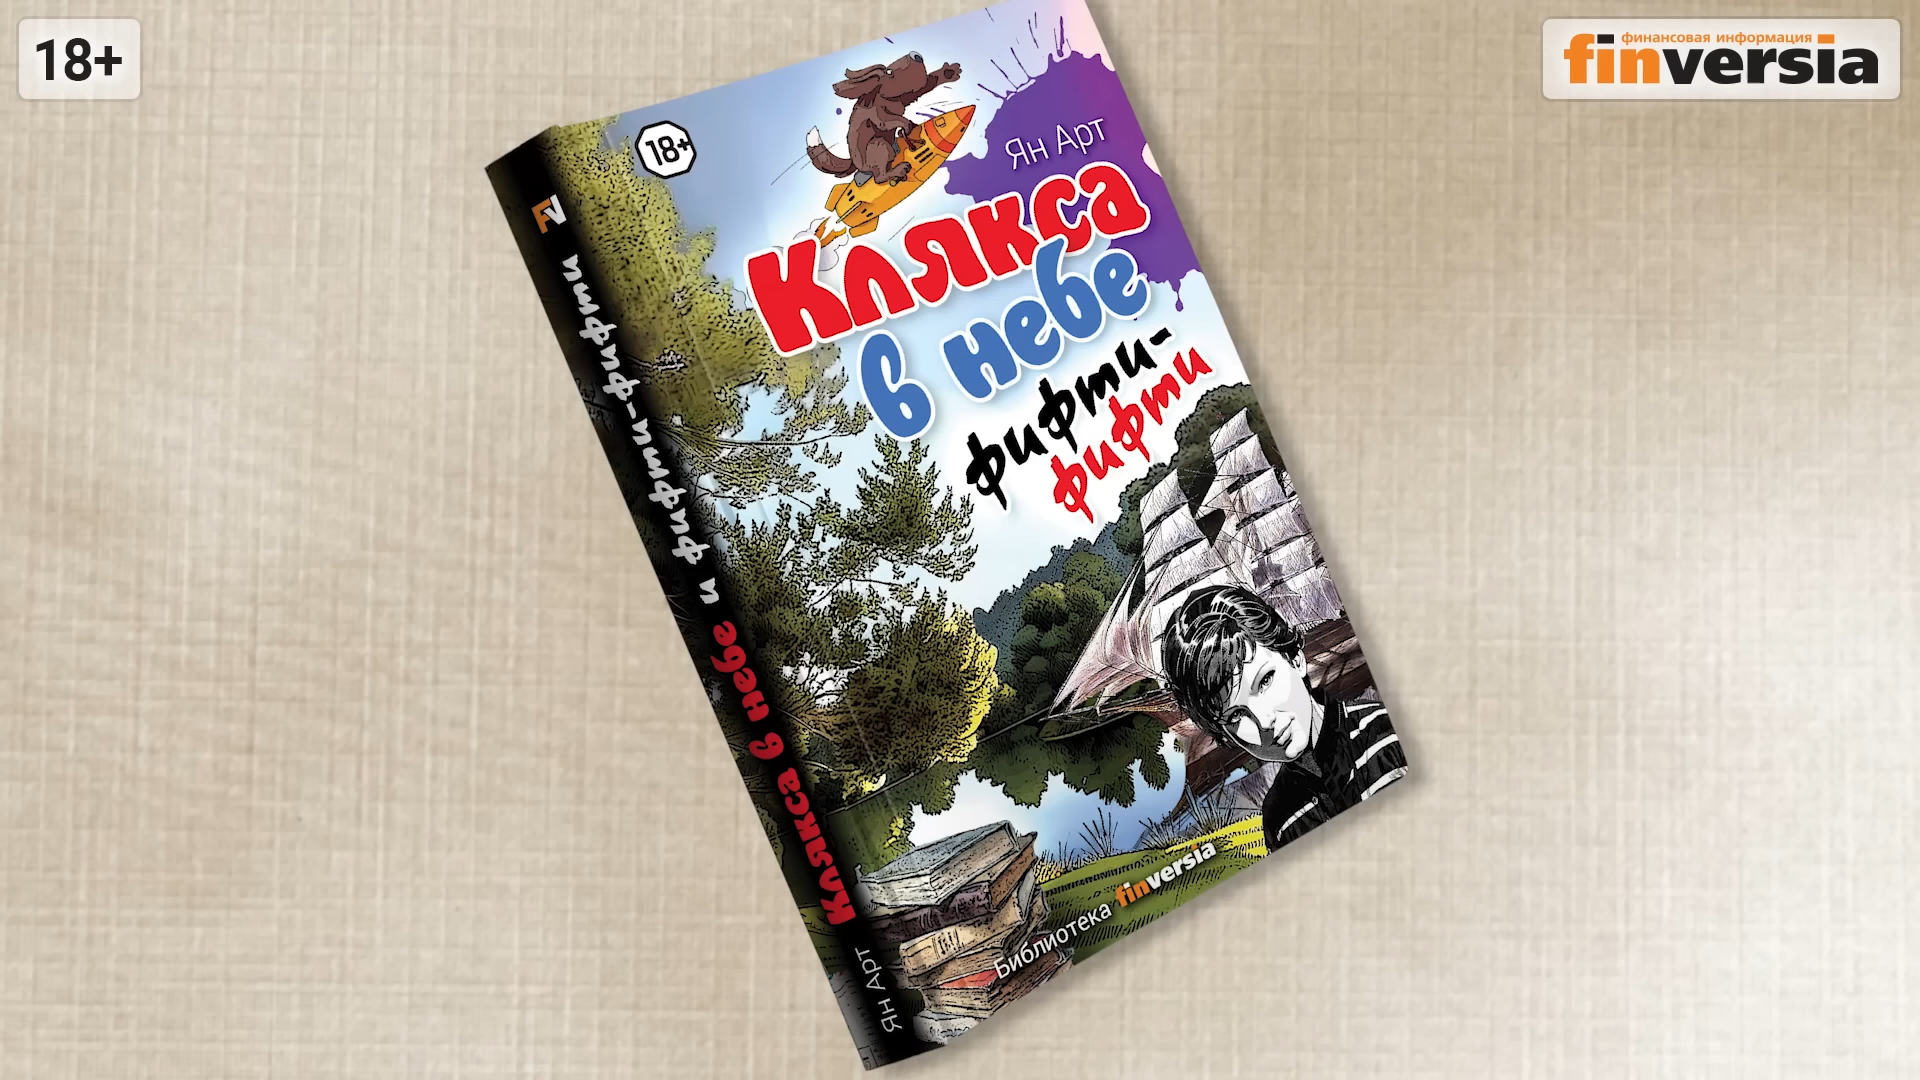 18+
финансовая информация
finversia
18+
Ян Арт
Клякса
в небе
фифти-
фифти
Библиотека finversia
FV
Ян Арт Клякса в небе и фифти-фифти